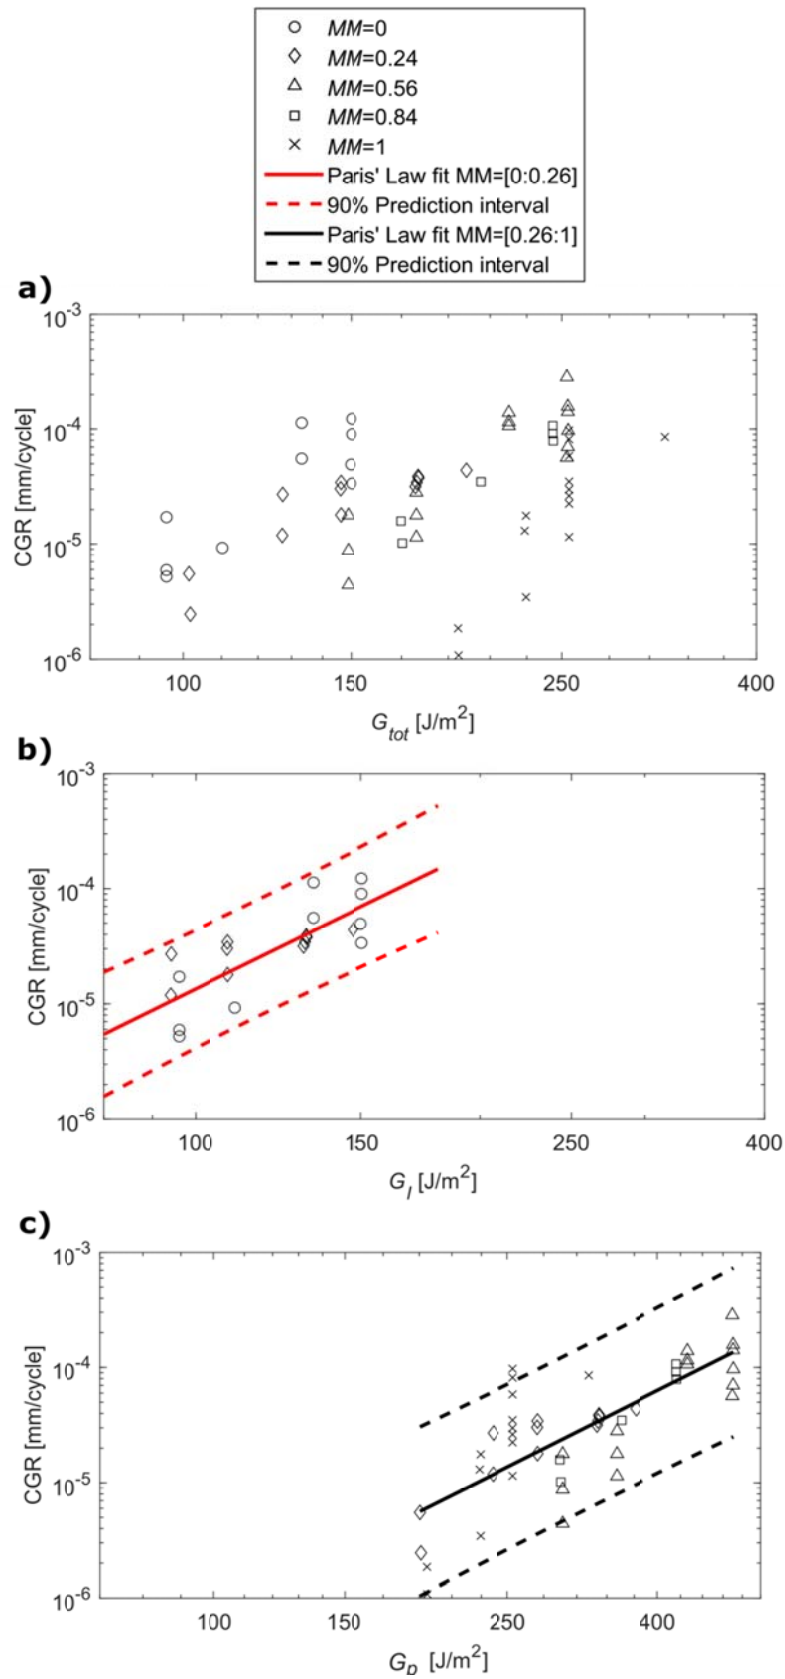 MM=0
MM=0.24
MM=0.56
MM=0.84
MM=1
Paris' Law fit MM=[0:0.26]
90% Prediction interval
Paris' Law fit MM=[0.26:1]
90% Prediction interval
a)
10-3
10-4
10-5
10-6
CGR [mm/cycle]
100 150 250 400
Gtot [J/m2]
b)
10-3
10-4
10-5
10-6
CGR [mm/cycle]
100 150 250 400
GI [J/m2]
c)
10-3
10-4
10-5
10-6
CGR [mm/cycle]
100 150 250 400
Gp [J/m2]